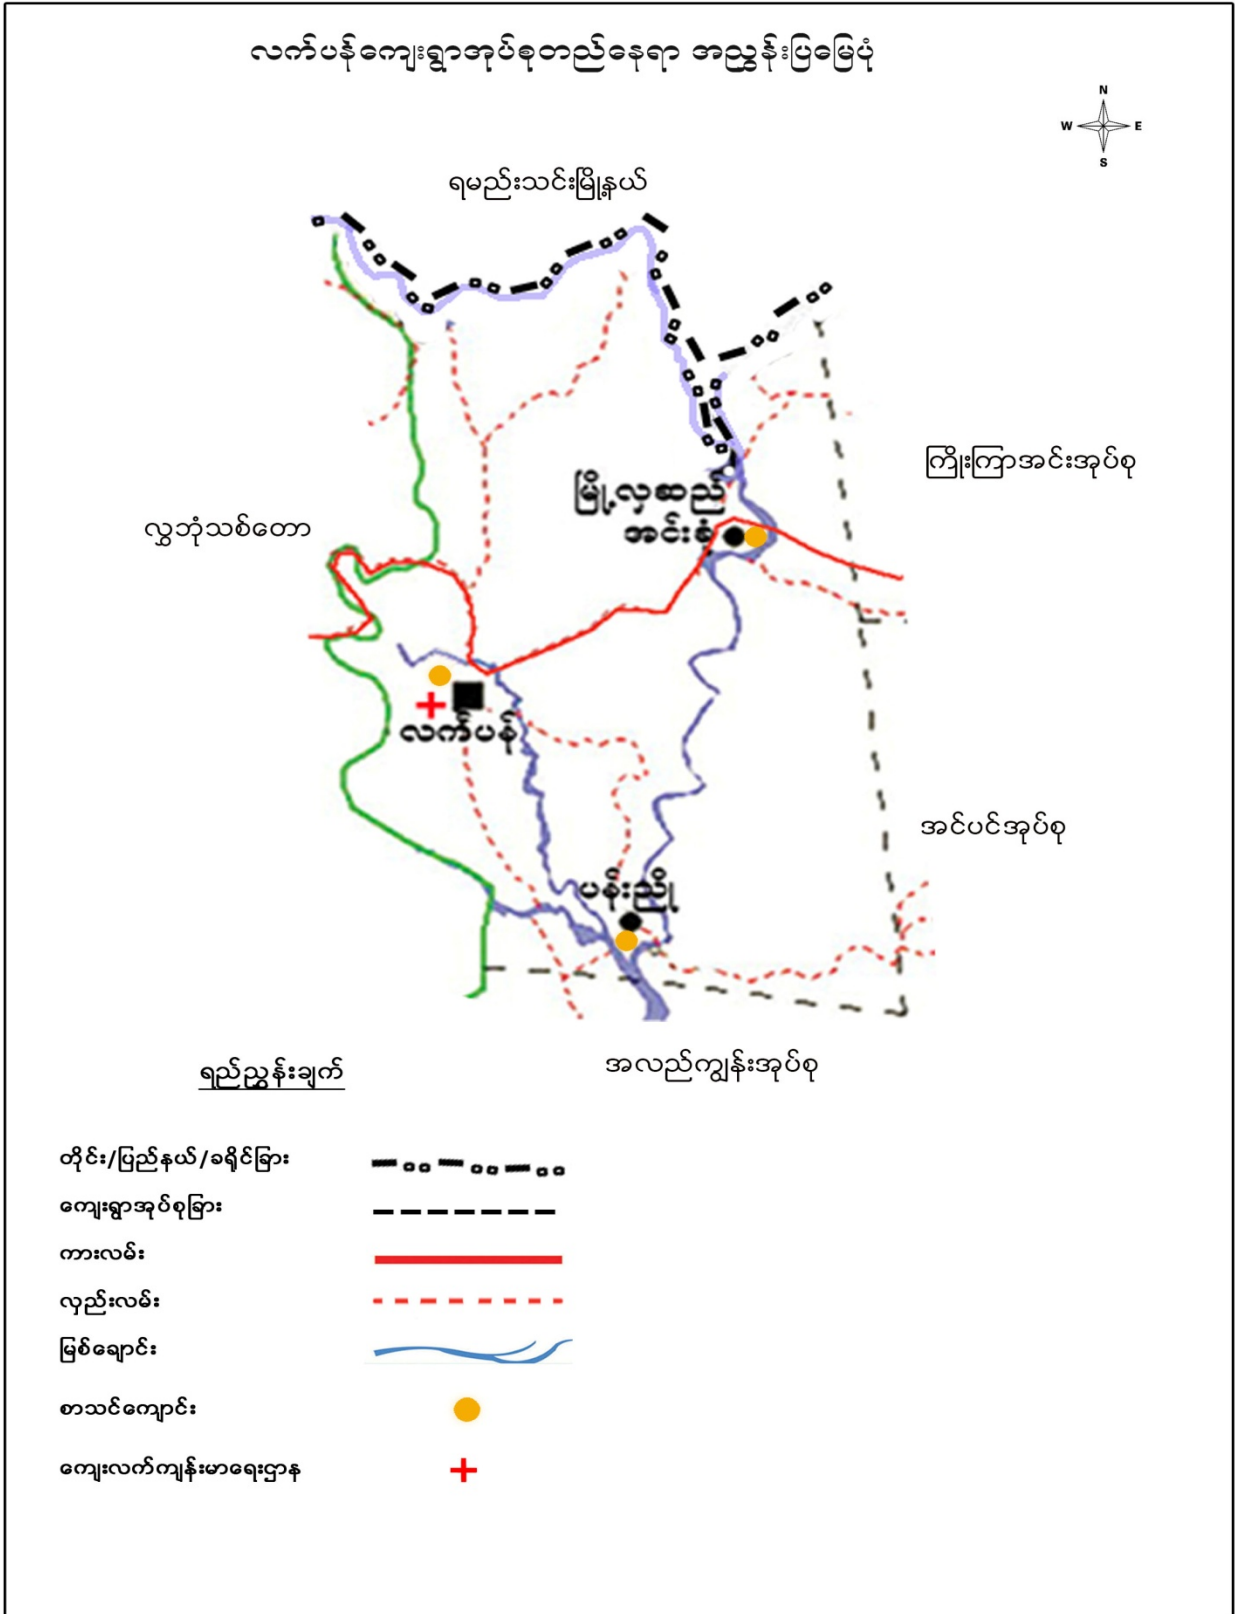 လက်ပန်ကျေးရွာအုပ်စုတည်နေရာ အညွှန်းပြမြေပုံ
N
W E
S
ရမည်းသင်းမြို့နယ်
ကြိုးကြာအင်းအုပ်စု
မြို့လှဆည်
အင်းစုံ
လွှဘုံသစ်တော
လက်ပန်
အင်ပင်အုပ်စု
ပန်းညို
အလည်ကျွန်းအုပ်စု
ရည်ညွှန်းချက်
တိုင်း/ပြည်နယ်/ခရိုင်ခြား
ကျေးရွာအုပ်စုခြား
ကားလမ်း
လှည်းလမ်း
မြစ်ချောင်း
စာသင်ကျောင်း
ကျေးလက်ကျန်းမာရေးဌာန